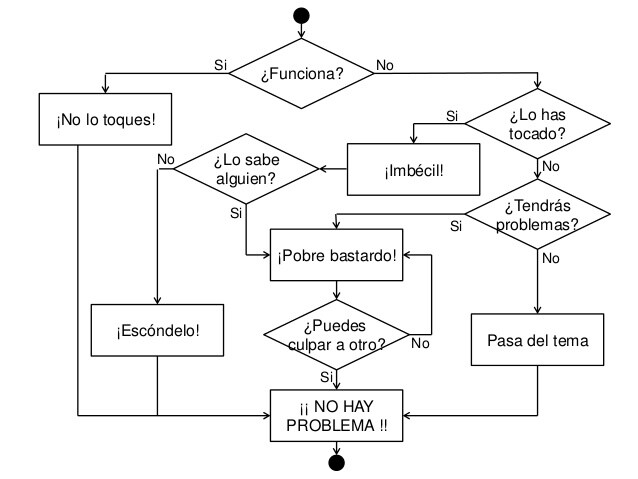 ¿Funciona?
Si
No
¡No lo toques!
¿Lo has
tocado?
Si
No
¡Imbécil!
¿Lo sabe
alguien?
No
Si
¿Tendrás
problemas?
Si
No
¡Pobre bastardo!
¡Escóndelo!
¿Puedes
culpar a otro?
No
Si
Pasa del tema
¡¡ NO HAY
PROBLEMA !!